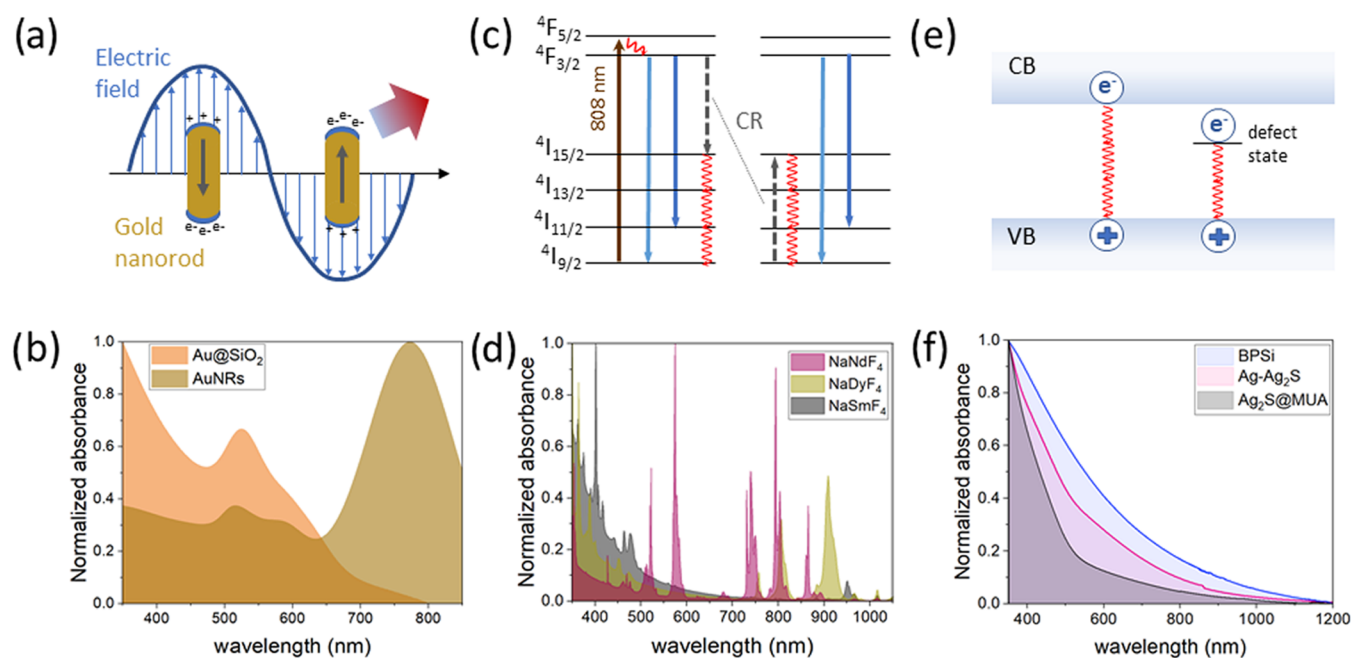 (a)
Electric
field
+ + +
e- e- e-
e- e- e-
+ + +
Gold
nanorod
(c)
⁴F₅/₂
⁴F₃/₂
808 nm
CR
⁴I₁₅/₂
⁴I₁₃/₂
⁴I₁₁/₂
⁴I₉/₂
(e)
CB
e⁻
e⁻
defect
state
VB
+
+
(b)
Au@SiO₂
AuNRs
Normalized absorbance
1.0
0.8
0.6
0.4
0.2
0.0
400 500 600 700 800
wavelength (nm)
(d)
NaNdF₄
NaDyF₄
NaSmF₄
Normalized absorbance
1.0
0.8
0.6
0.4
0.2
0.0
400 500 600 700 800 900 1000
wavelength (nm)
(f)
BPSi
Ag-Ag₂S
Ag₂S@MUA
Normalized absorbance
1.0
0.8
0.6
0.4
0.2
0.0
400 600 800 1000 1200
wavelength (nm)